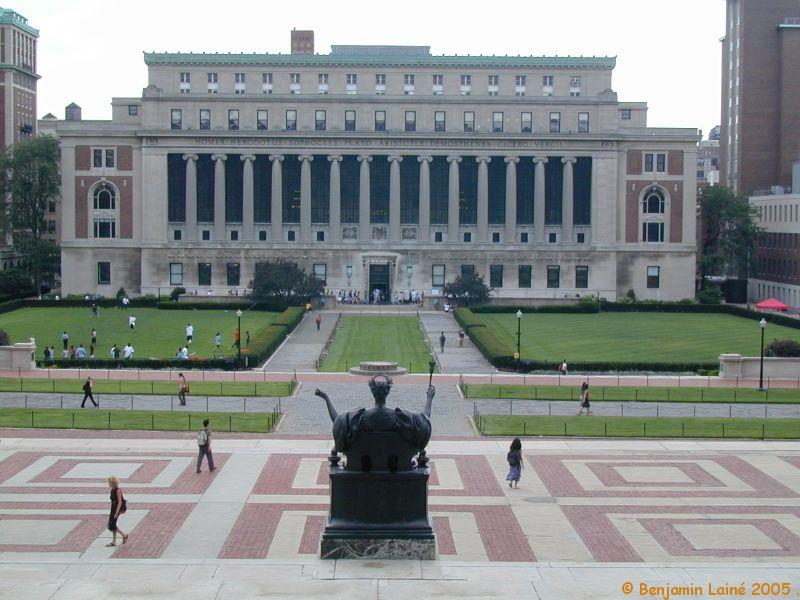 HOMER HERODOTUS SOPHOCLES PLATO ARISTOTLE DEMOSTHENES CICERO VERGIL
© Benjamin Lainé 2005